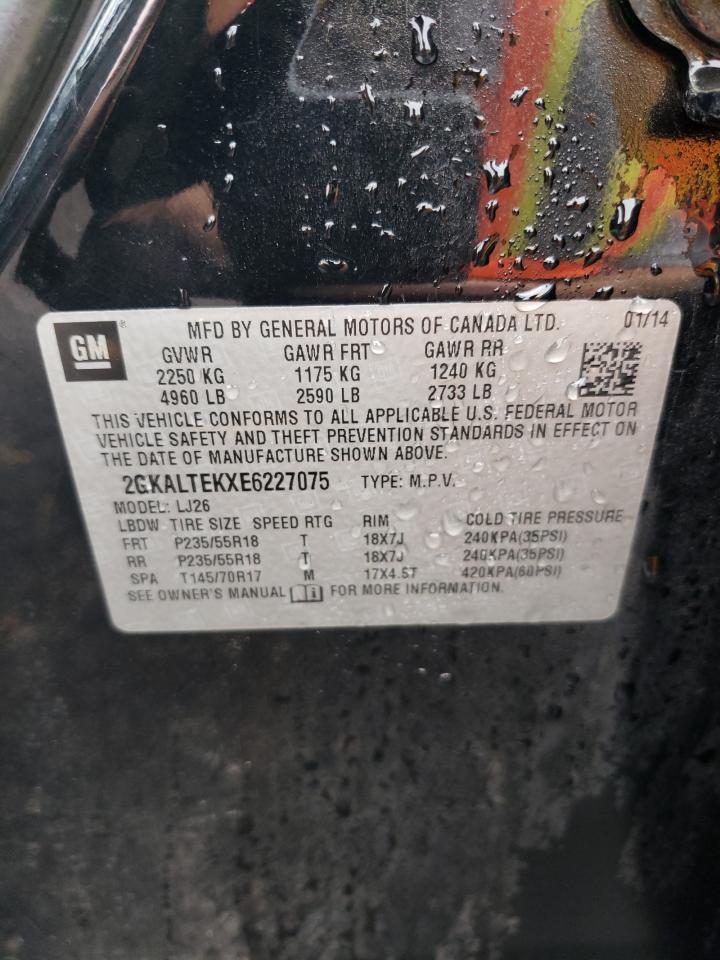 GM
MFD BY GENERAL MOTORS OF CANADA LTD. 01/14
GVWR GAWR FRT GAWR RR
2250 KG 1175 KG 1240 KG
4960 LB 2590 LB 2733 LB
THIS VEHICLE CONFORMS TO ALL APPLICABLE U.S. FEDERAL MOTOR
VEHICLE SAFETY AND THEFT PREVENTION STANDARDS IN EFFECT ON
THE DATE OF MANUFACTURE SHOWN ABOVE.
2GKALTEKXE6227075 TYPE: M.P.V.
MODEL: LJ26
LBDW TIRE SIZE SPEED RTG RIM COLD TIRE PRESSURE
FRT P235/55R18 T 18X7J 240KPA(35PSI)
RR P235/55R18 T 18X7J 240KPA(35PSI)
SPA T145/70R17 M 17X4.5T 420KPA(60PSI)
SEE OWNER'S MANUAL i FOR MORE INFORMATION.